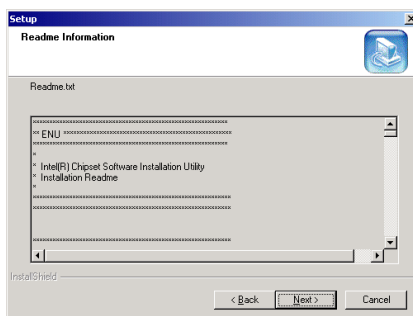 Setup
Readme Information
Readme.txt
** ENU **************************************************
*
* Intel(R) Chipset Software Installation Utility
* Installation Readme
*
InstallShield
< Back
Next >
Cancel